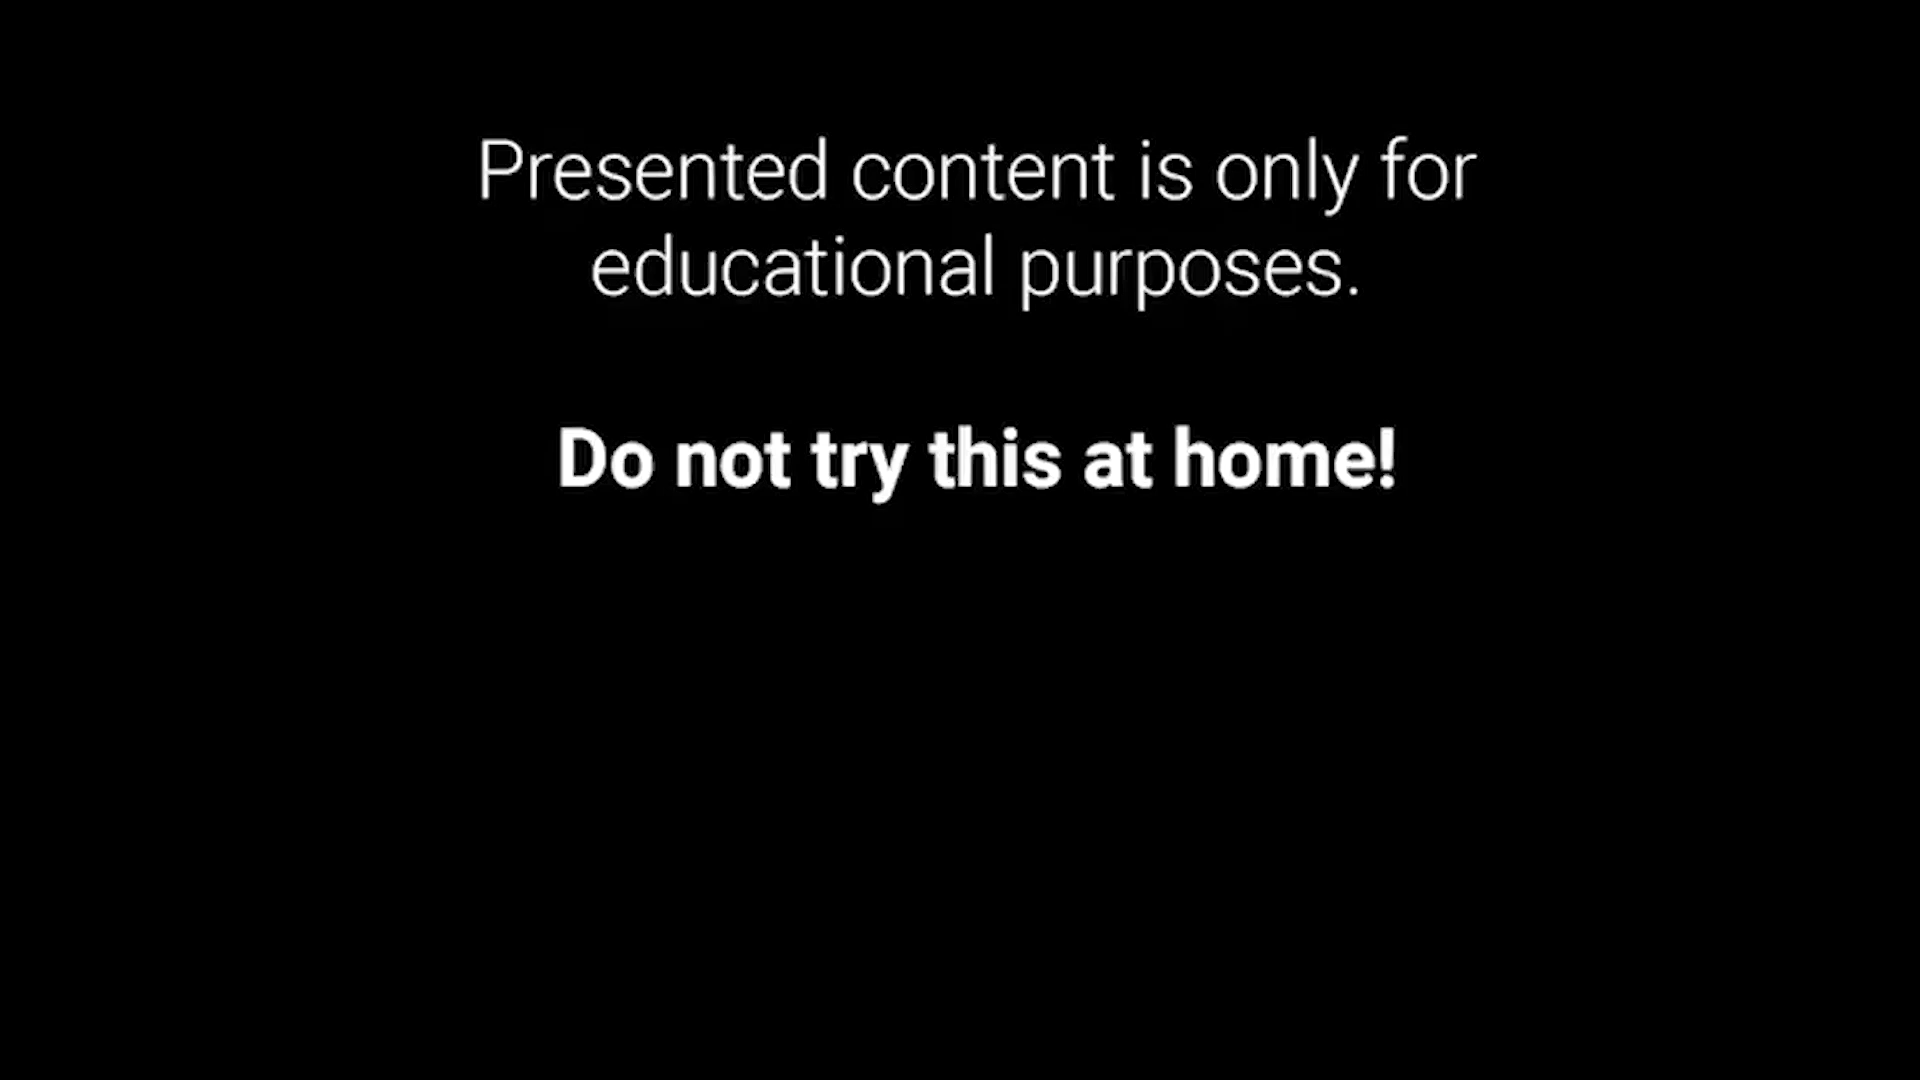 Presented content is only for
educational purposes.
Do not try this at home!